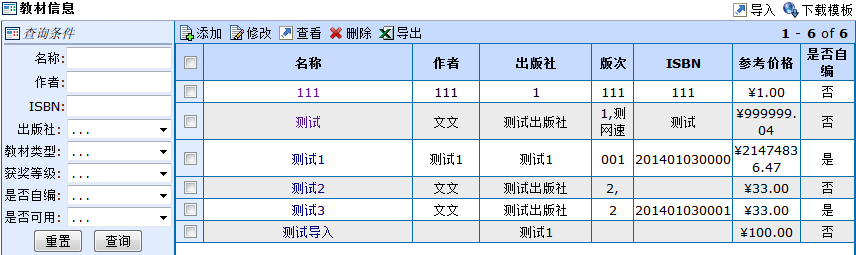 教材信息
导入 下载模板
查询条件
名称:
作者:
ISBN:
出版社: ...
教材类型: ...
获奖等级: ...
是否自编: ...
是否可用: ...
重置 查询
添加 修改 查看 删除 导出 1 - 6 of 6
名称 作者 出版社 版次 ISBN 参考价格 是否自
编
111 111 1 111 111 ¥1.00 否
测试 文文 测试出版社 1,测
网速 测试 ¥999999.
04 否
测试1 测试1 测试1 001 201401030000 ¥2147483
6.47 是
测试2 文文 测试出版社 2, ¥33.00 否
测试3 文文 测试出版社 2 201401030001 ¥33.00 是
测试导入 测试1 ¥100.00 否